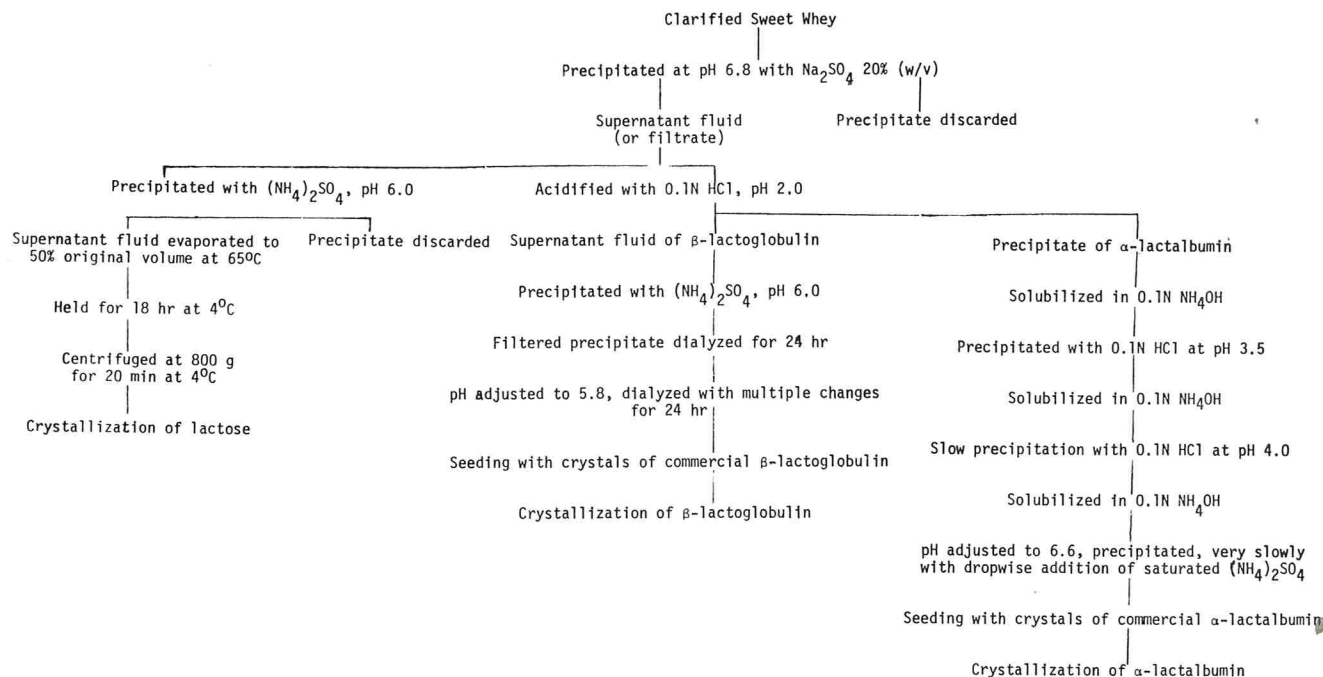 Clarified Sweet Whey
Precipitated at pH 6.8 with Na₂SO₄ 20% (w/v)
Supernatant fluid
(or filtrate)
Precipitate discarded
Precipitated with (NH₄)₂SO₄, pH 6.0
Acidified with 0.1N HCl, pH 2.0
Supernatant fluid evaporated to
50% original volume at 65ºC
Precipitate discarded
Held for 18 hr at 4ºC
Centrifuged at 800 g
for 20 min at 4ºC
Crystallization of lactose
Supernatant fluid of β-lactoglobulin
Precipitated with (NH₄)₂SO₄, pH 6.0
Filtered precipitate dialyzed for 24 hr
pH adjusted to 5.8, dialyzed with multiple changes
for 24 hr
Seeding with crystals of commercial β-lactoglobulin
Crystallization of β-lactoglobulin
Precipitate of α-lactalbumin
Solubilized in 0.1N NH₄OH
Precipitated with 0.1N HCl at pH 3.5
Solubilized in 0.1N NH₄OH
Slow precipitation with 0.1N HCl at pH 4.0
Solubilized in 0.1N NH₄OH
pH adjusted to 6.6, precipitated, very slowly
with dropwise addition of saturated (NH₄)₂SO₄
Seeding with crystals of commercial α-lactalbumin
Crystallization of α-lactalbumin